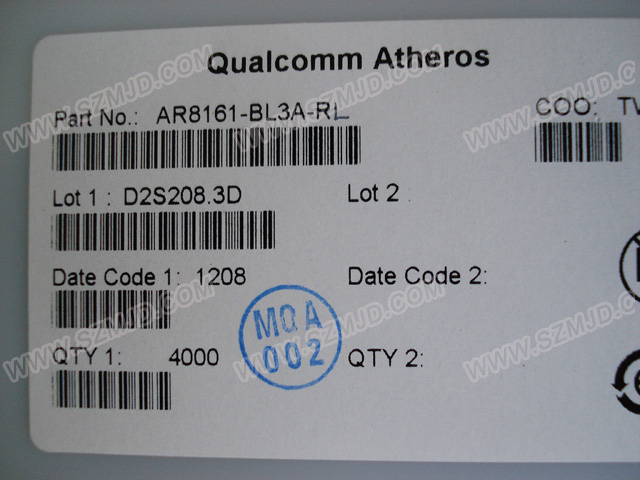 Qualcomm Atheros
Part No.: AR8161-BL3A-RL
COO: TW
Lot 1 : D2S208.3D
Lot 2
Date Code 1: 1208
Date Code 2:
MQA
002
QTY 1: 4000
QTY 2:
WWW.SZMJD.COM